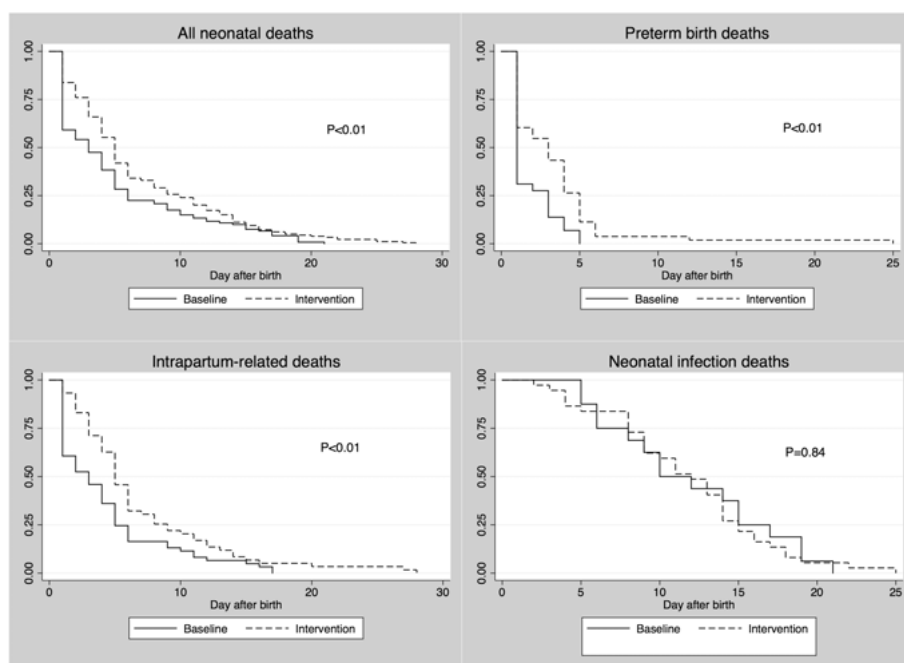 All neonatal deaths
1.00
0.75
0.50
0.25
0.00
P<0.01
0 10 20 30
Day after birth
Baseline Intervention
Preterm birth deaths
1.00
0.75
0.50
0.25
0.00
P<0.01
0 5 10 15 20 25
Day after birth
Baseline Intervention
Intrapartum-related deaths
1.00
0.75
0.50
0.25
0.00
P<0.01
0 10 20 30
Day after birth
Baseline Intervention
Neonatal infection deaths
1.00
0.75
0.50
0.25
0.00
P=0.84
0 5 10 15 20 25
Day after birth
Baseline Intervention